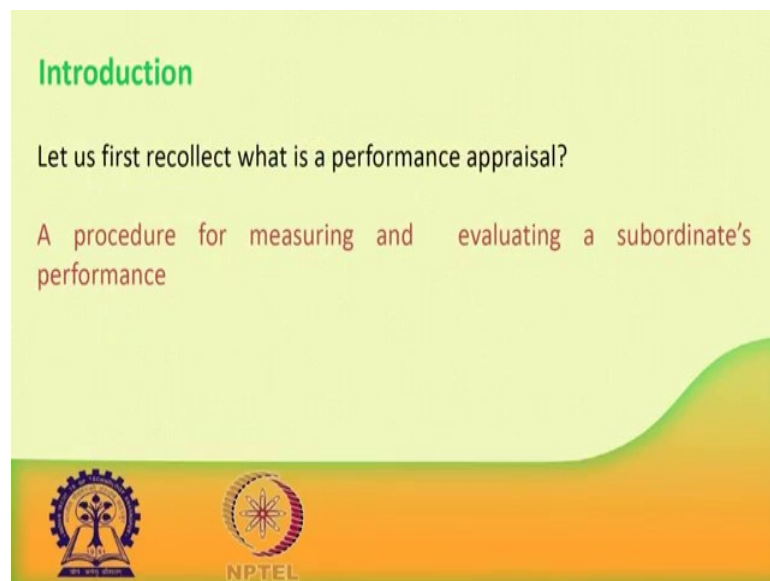 Introduction
Let us first recollect what is a performance appraisal?
A procedure for measuring and evaluating a subordinate's
performance
NPTEL